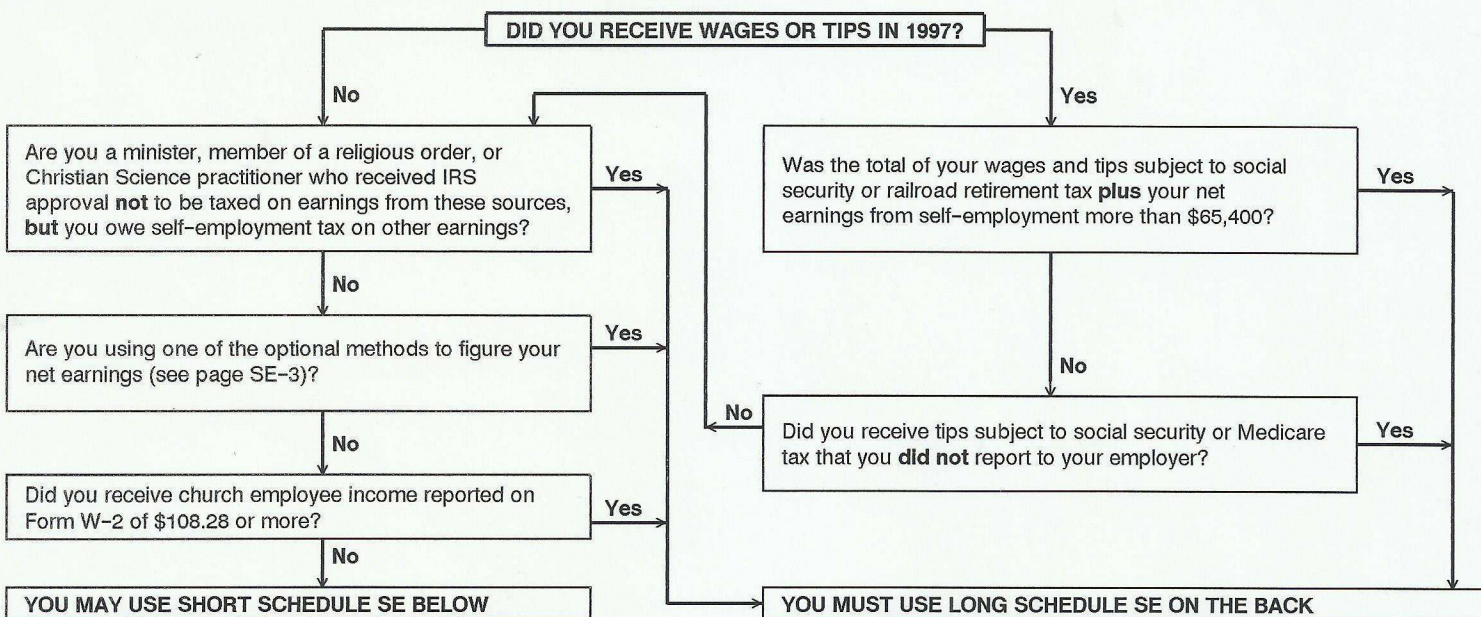 DID YOU RECEIVE WAGES OR TIPS IN 1997?
No
Yes
Are you a minister, member of a religious order, or
Christian Science practitioner who received IRS
approval not to be taxed on earnings from these sources,
but you owe self-employment tax on other earnings?
Yes
Was the total of your wages and tips subject to social
security or railroad retirement tax plus your net
earnings from self-employment more than $65,400?
Yes
No
Are you using one of the optional methods to figure your
net earnings (see page SE-3)?
Yes
No
No
Did you receive tips subject to social security or Medicare
tax that you did not report to your employer?
Yes
No
Did you receive church employee income reported on
Form W-2 of $108.28 or more?
Yes
No
YOU MAY USE SHORT SCHEDULE SE BELOW
YOU MUST USE LONG SCHEDULE SE ON THE BACK